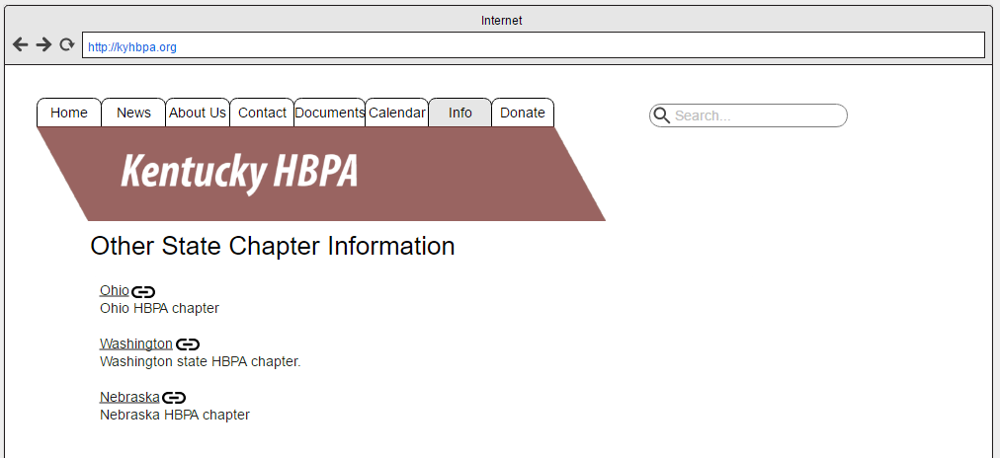 Internet
http://kyhbpa.org
Home News About Us Contact Documents Calendar Info Donate Search...
Kentucky HBPA
Other State Chapter Information
Ohio
Ohio HBPA chapter
Washington
Washington state HBPA chapter.
Nebraska
Nebraska HBPA chapter